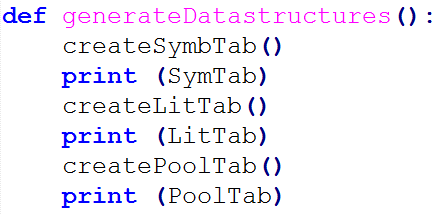 def generateDatastructures():
    createSymbTab()
    print (SymTab)
    createLitTab()
    print (LitTab)
    createPoolTab()
    print (PoolTab)